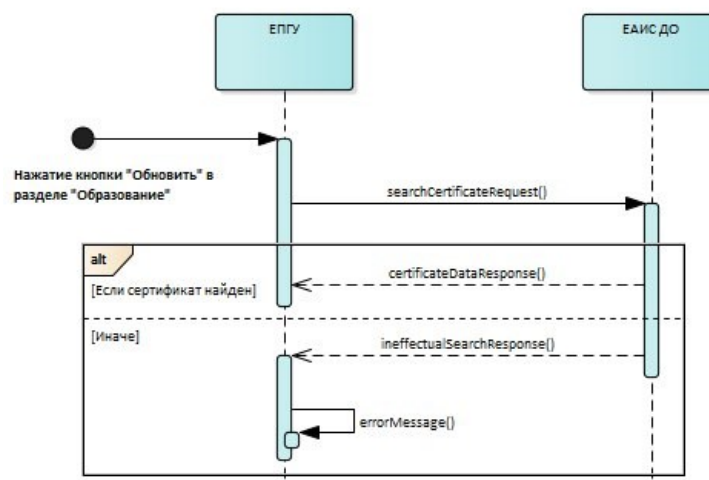 ЕПГУ
ЕАИС ДО
Нажатие кнопки "Обновить" в
разделе "Образование"
searchCertificateRequest()
alt
certificateDataResponse()
[Если сертификат найден]
[Иначе]
ineffectualSearchResponse()
errorMessage()